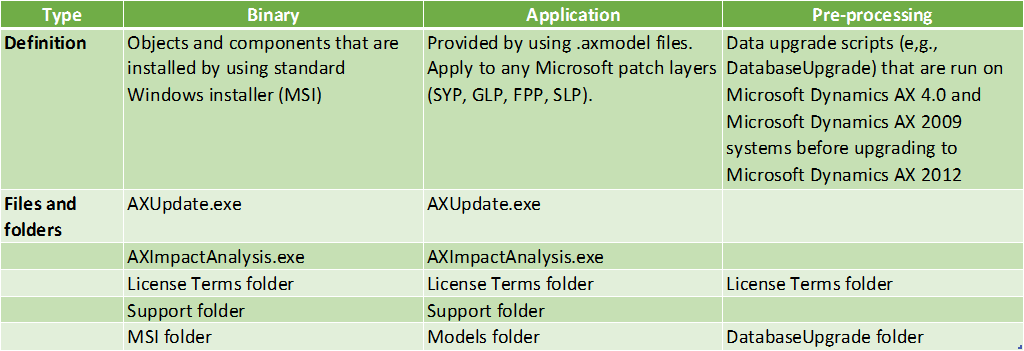 Type Binary Application Pre-processing
Definition Objects and components that are Provided by using .axmodel files. Data upgrade scripts (e,g.,
installed by using standard Apply to any Microsoft patch layers DatabaseUpgrade) that are run on
Windows installer (MSI) (SYP, GLP, FPP, SLP). Microsoft Dynamics AX 4.0 and
Microsoft Dynamics AX 2009
systems before upgrading to
Microsoft Dynamics AX 2012
Files and AXUpdate.exe AXUpdate.exe
folders
AXImpactAnalysis.exe AXImpactAnalysis.exe
License Terms folder License Terms folder License Terms folder
Support folder Support folder
MSI folder Models folder DatabaseUpgrade folder